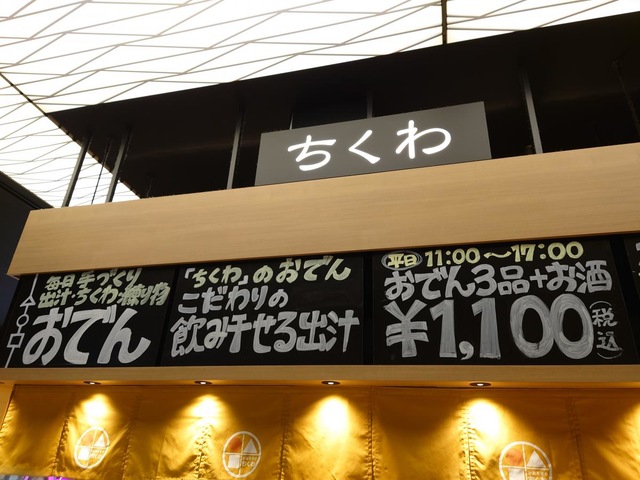 ちくわ
毎日手づくり
出汁・ちくわ・練り物
おでん
「ちくわ」のおでん
こだわりの
飲み干せる出汁
平日 11:00〜17:00
おでん3品+お酒
¥1,100(税込)